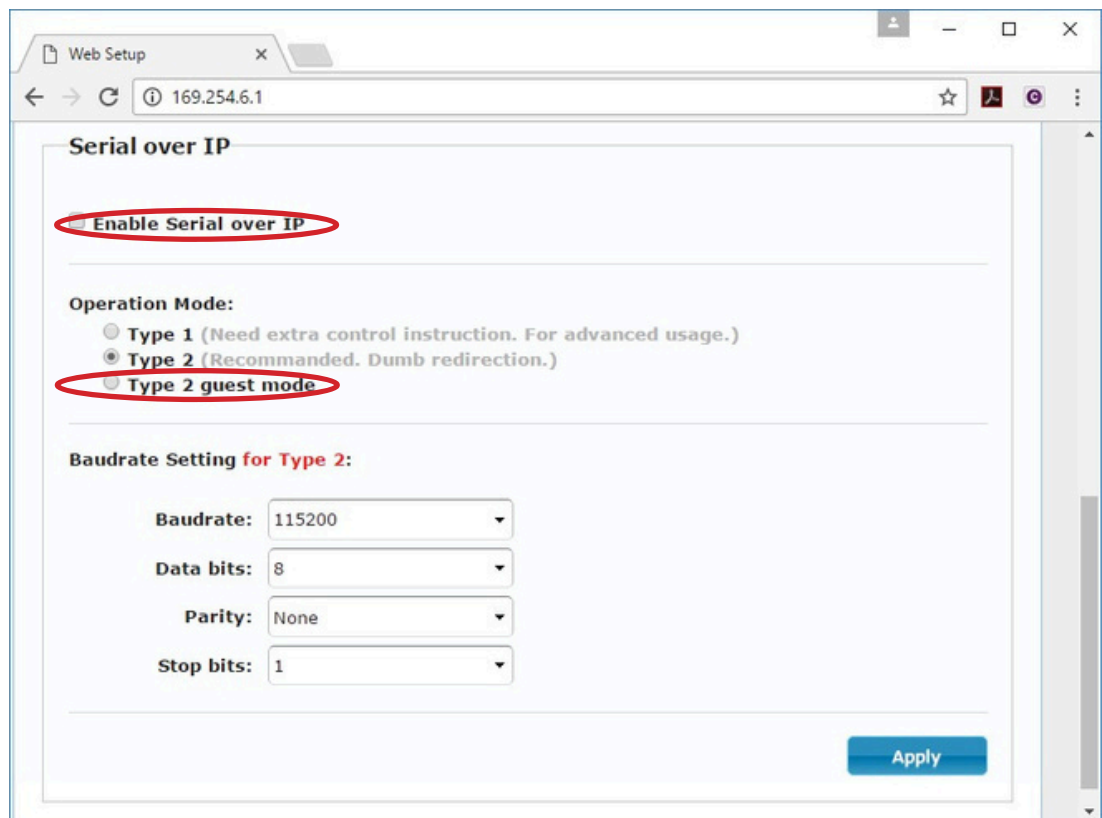 Web Setup
169.254.6.1
Serial over IP
Enable Serial over IP
Operation Mode:
Type 1 (Need extra control instruction. For advanced usage.)
Type 2 (Recommanded. Dumb redirection.)
Type 2 guest mode
Baudrate Setting for Type 2:
Baudrate: 115200
Data bits: 8
Parity: None
Stop bits: 1
Apply